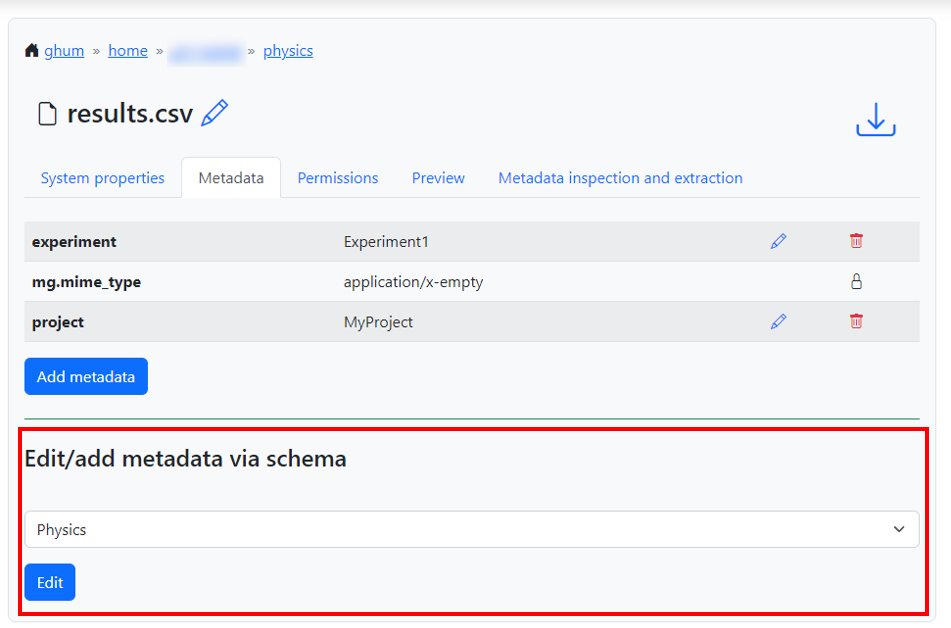 ghum » home » » physics
results.csv
System properties Metadata Permissions Preview Metadata inspection and extraction
experiment Experiment1
mg.mime_type application/x-empty
project MyProject
Add metadata
Edit/add metadata via schema
Physics
Edit